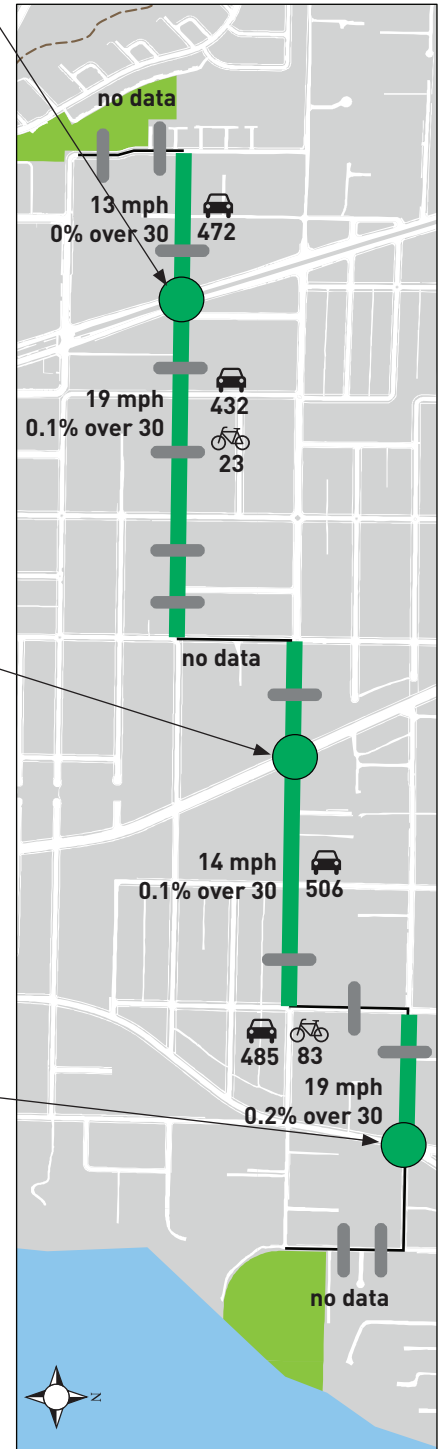 no data
13 mph
0% over 30
472
19 mph
0.1% over 30
432
23
no data
14 mph
0.1% over 30
506
485 83
19 mph
0.2% over 30
no data
N